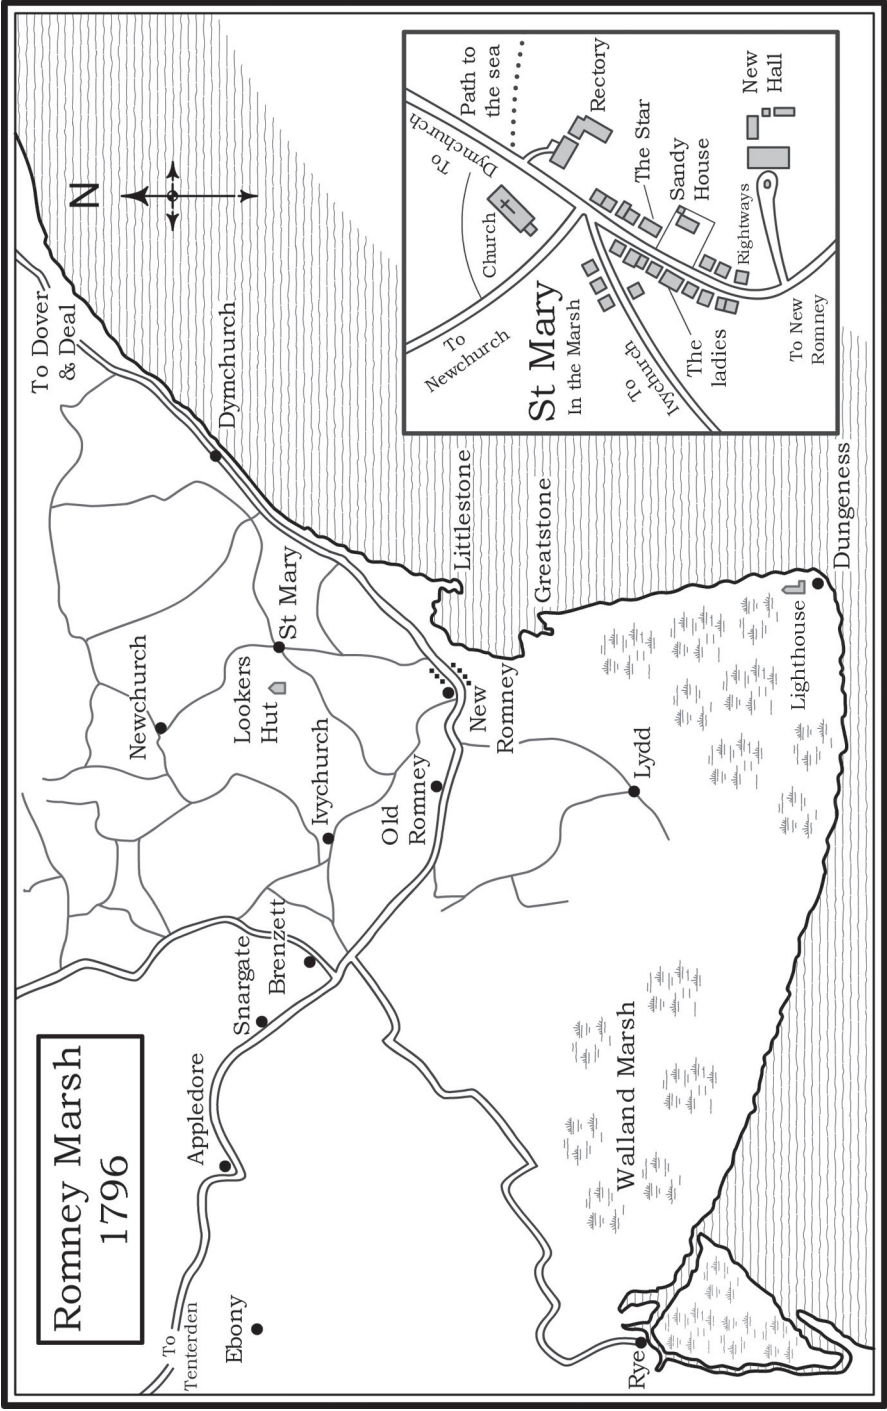 Romney Marsh
1796
N
To Dover
& Deal
Dymchurch
Newchurch
St Mary
Lookers
Hut
Ivychurch
Littlestone
Greatstone
New
Romney
Old
Romney
Lydd
Lighthouse
Dungeness
Snargate
Brenzett
Appledore
To
Tenterden
Ebony
Walland Marsh
Rye
St Mary
In the Marsh
Path to
the sea
To
Dymchurch
Rectory
Church
To
Newchurch
The Star
Sandy
House
New
Hall
Rightways
To
Ivychurch
The
ladies
To New
Romney